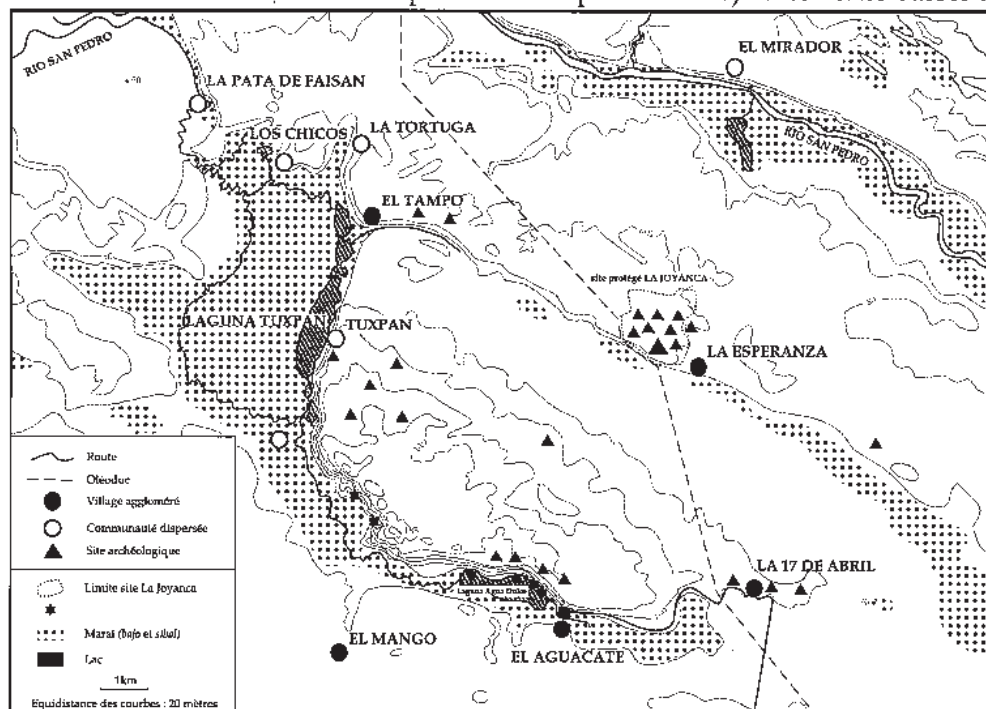 RIO SAN PEDRO
LA PATA DE FAISAN
EL MIRADOR
LOS CHICOS
LA TORTUGA
RIO SAN PEDRO
EL TAMPO
site protégé LA JOYANCA
LAGUNA TUXPAN
TUXPAN
LA ESPERANZA
LA 17 DE ABRIL
EL MANGO
EL AGUACATE
Route
Oléoduc
Village aggloméré
Communauté dispersée
Site archéologique
Limite site La Joyanca
Marai (bajo et sibal)
Lac
1km
Equidistance des courbes : 20 mètres